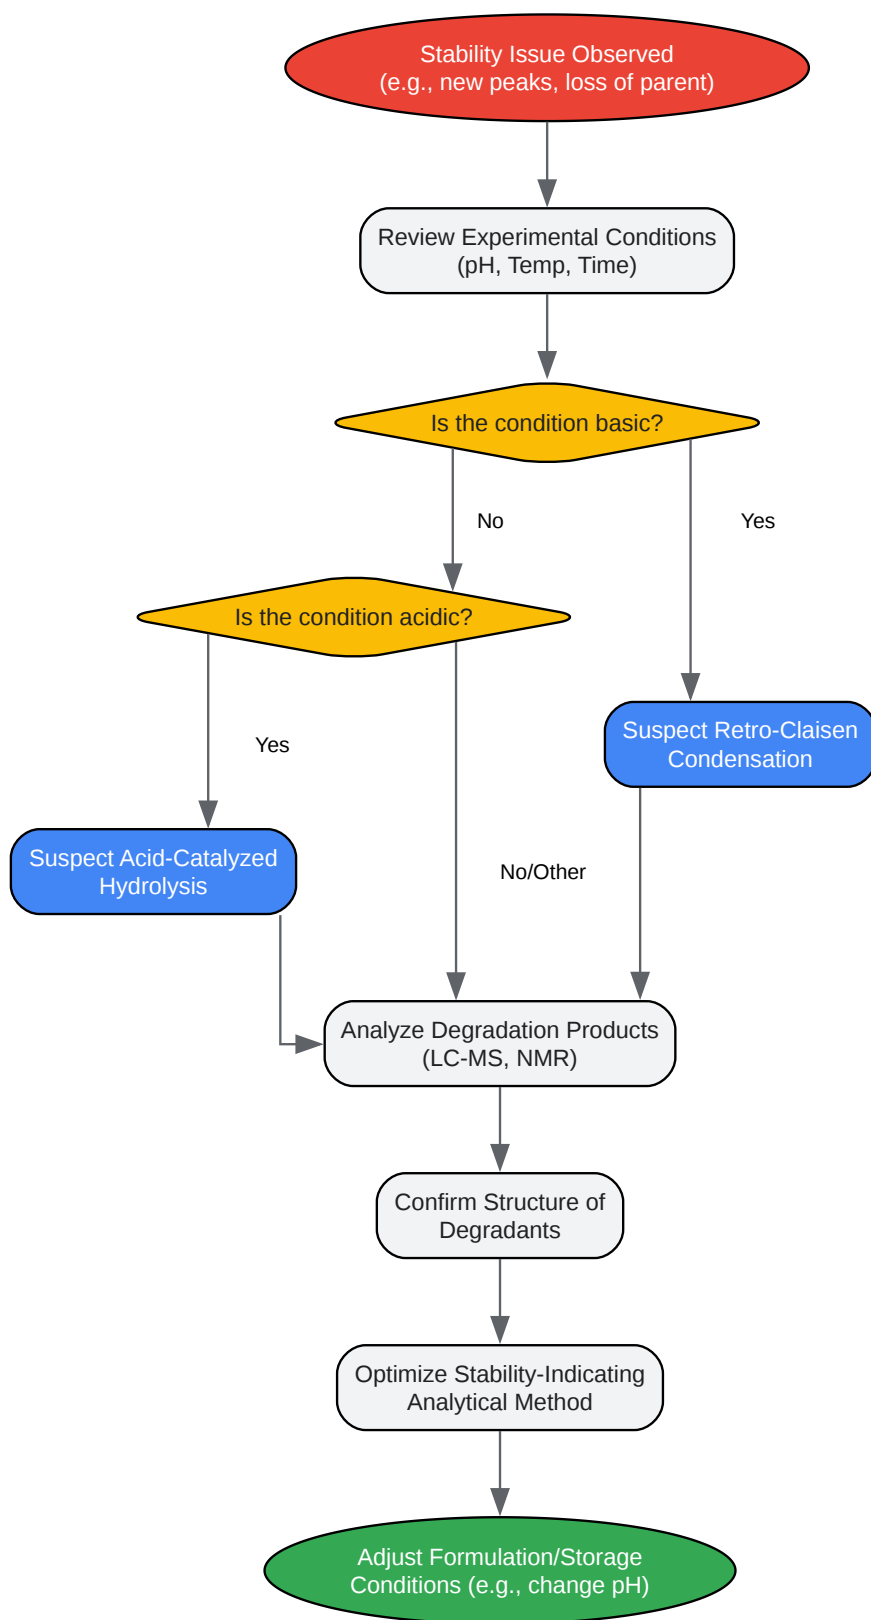 Stability Issue Observed
(e.g., new peaks, loss of parent)
Review Experimental Conditions
(pH, Temp, Time)
Is the condition basic?
No
Yes
Is the condition acidic?
Suspect Retro-Claisen
Condensation
Yes
Suspect Acid-Catalyzed
Hydrolysis
No/Other
Analyze Degradation Products
(LC-MS, NMR)
Confirm Structure of
Degradants
Optimize Stability-Indicating
Analytical Method
Adjust Formulation/Storage
Conditions (e.g., change pH)